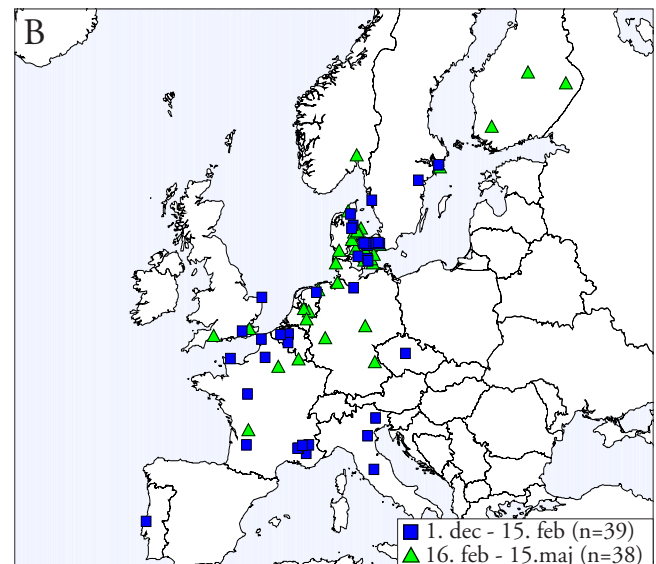 B
1. dec - 15. feb (n=39)
16. feb - 15.maj (n=38)